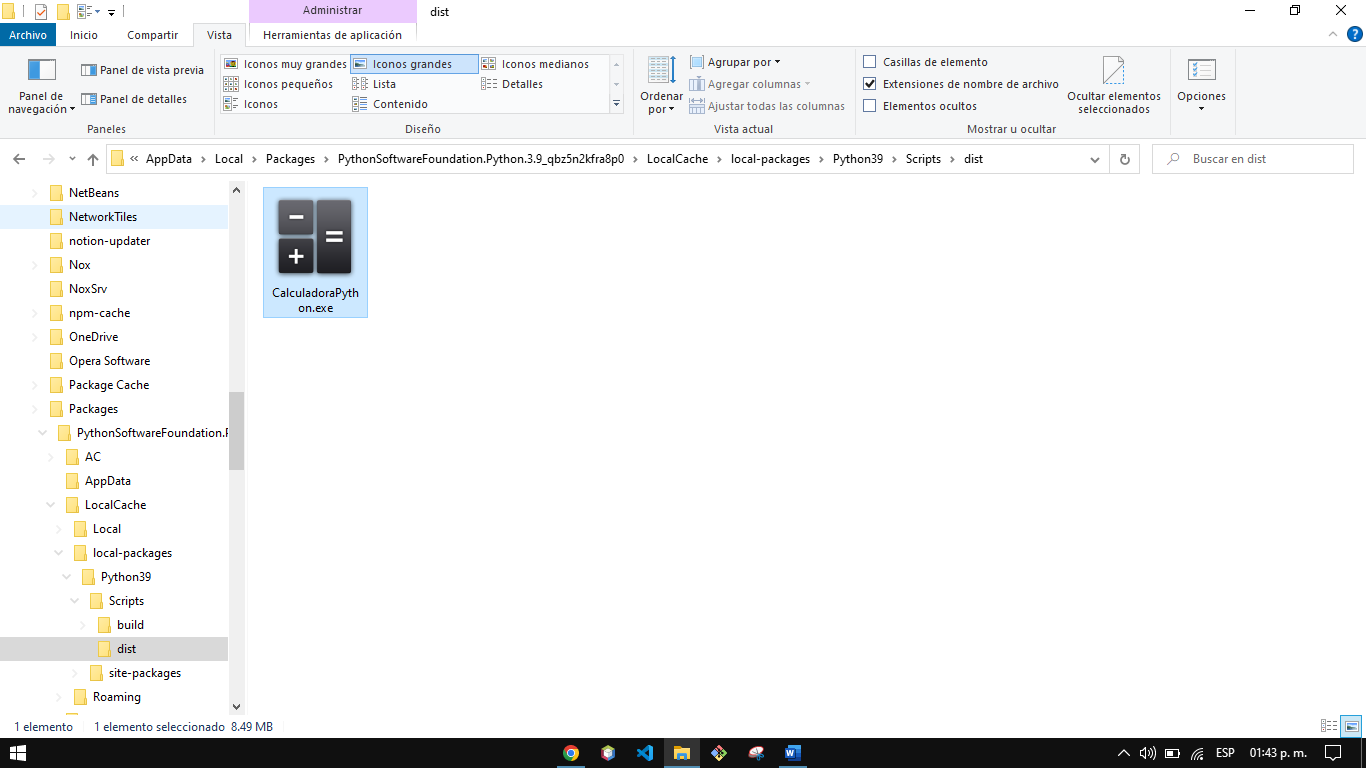 Administrar
dist
Archivo
Inicio
Compartir
Vista
Herramientas de aplicación
?
Panel de
navegación
Panel de vista previa
Panel de detalles
Paneles
Iconos muy grandes
Iconos grandes
Iconos medianos
Iconos pequeños
Lista
Detalles
Iconos
Contenido
Diseño
Ordenar
por
Agrupar por
Agregar columnas
Ajustar todas las columnas
Vista actual
Casillas de elemento
Extensiones de nombre de archivo
Elementos ocultos
Ocultar elementos
seleccionados
Mostrar u ocultar
Opciones
« AppData > Local > Packages > PythonSoftwareFoundation.Python.3.9_qbz5n2kfra8p0 > LocalCache > local-packages > Python39 > Scripts > dist
Buscar en dist
NetBeans
NetworkTiles
notion-updater
Nox
NoxSrv
npm-cache
OneDrive
Opera Software
Package Cache
Packages
PythonSoftwareFoundation.P
AC
AppData
LocalCache
Local
local-packages
Python39
Scripts
build
dist
site-packages
Roaming
CalculadoraPyth
on.exe
1 elemento
1 elemento seleccionado 8.49 MB
ESP
01:43 p. m.